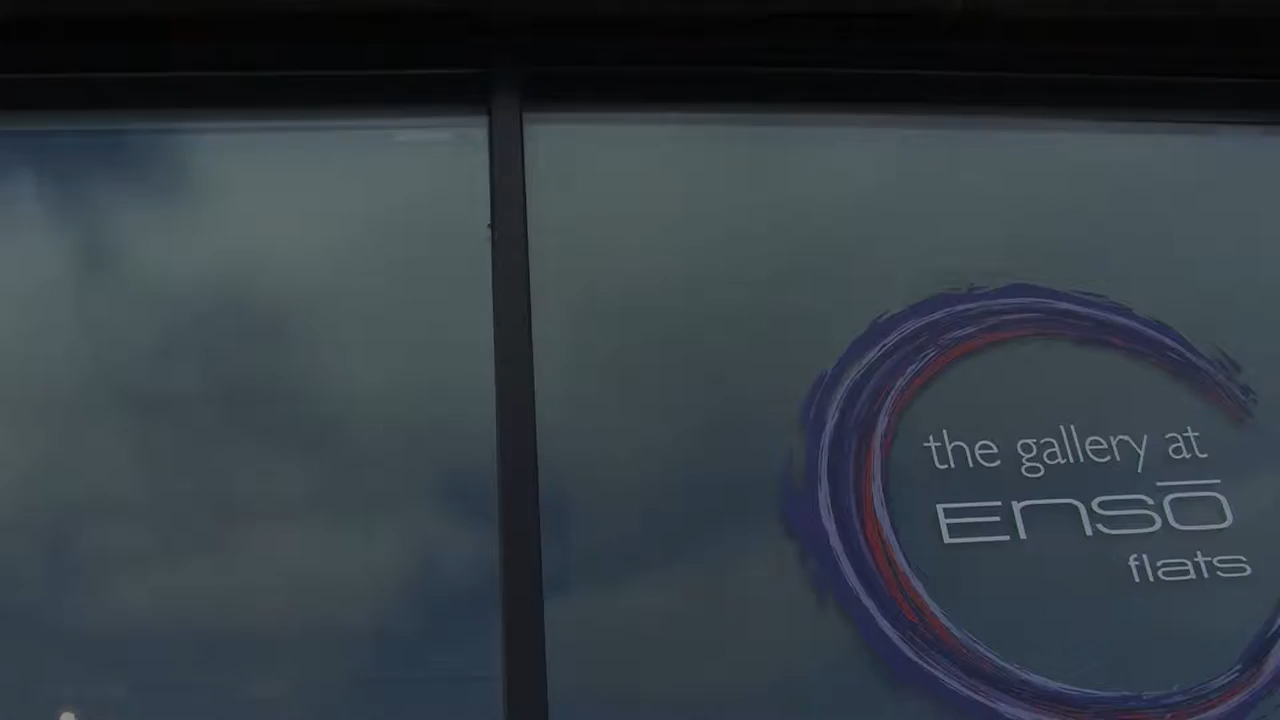 the gallery at
ensō
flats